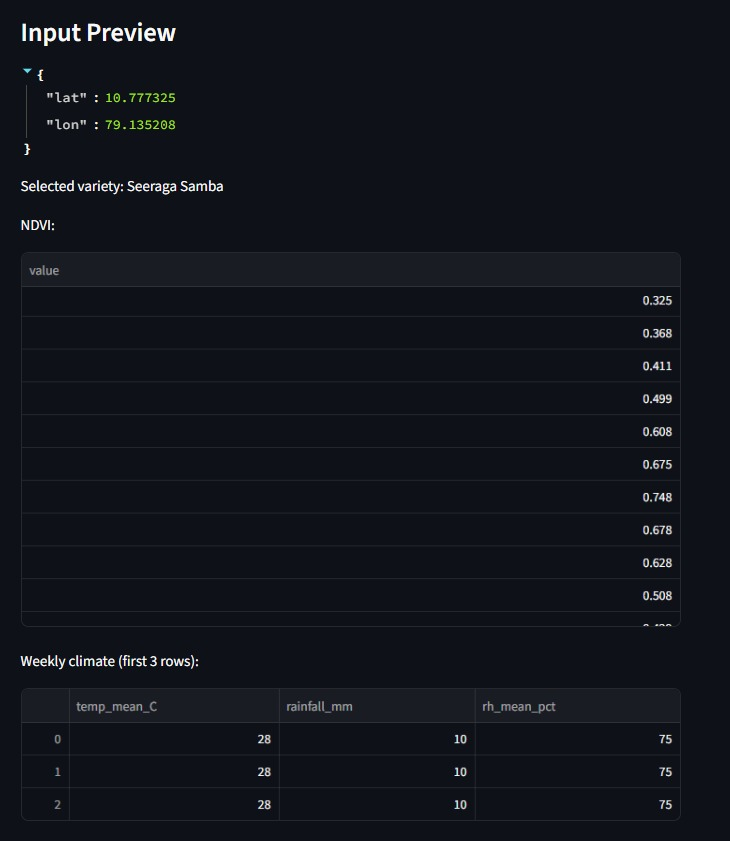 Input Preview
{
"lat" : 10.777325
"lon" : 79.135208
}
Selected variety: Seeraga Samba
NDVI:
value
0.325
0.368
0.411
0.499
0.608
0.675
0.748
0.678
0.628
0.508
Weekly climate (first 3 rows):
temp_mean_C rainfall_mm rh_mean_pct
0 28 10 75
1 28 10 75
2 28 10 75